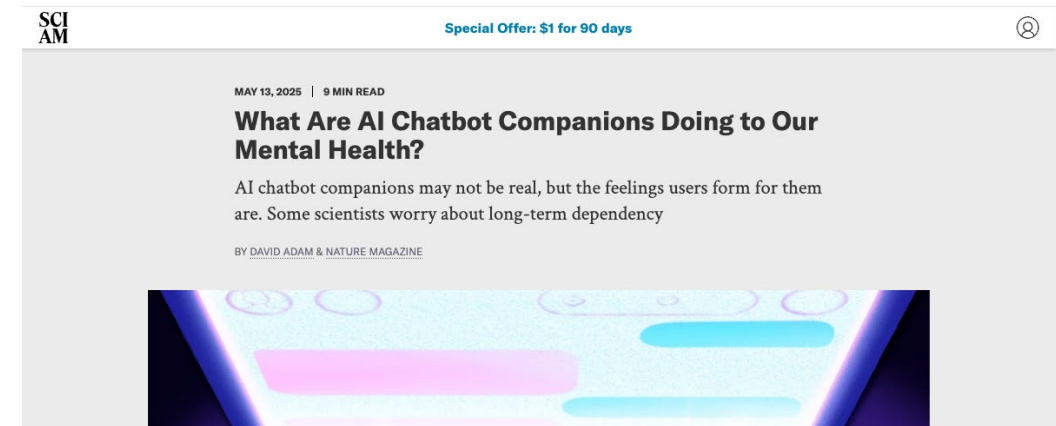 SCI
AM
Special Offer: $1 for 90 days
MAY 13, 2025 | 9 MIN READ
What Are AI Chatbot Companions Doing to Our
Mental Health?
AI chatbot companions may not be real, but the feelings users form for them
are. Some scientists worry about long-term dependency
BY DAVID ADAM & NATURE MAGAZINE